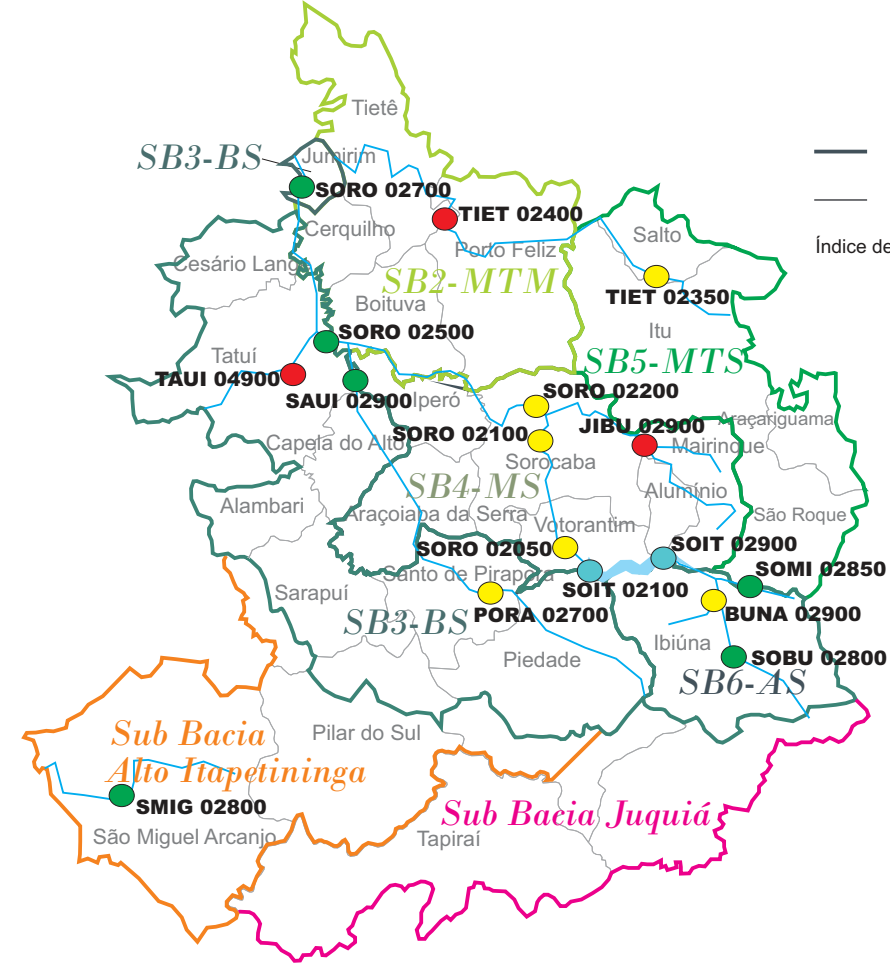 Tietê
SB3-BS
Jumirim
SORO 02700
TIET 02400
Cerquilho
Salto
Índice de
Porto Feliz
Cesário Lange
SB2-MTM
TIET 02350
Boituva
SORO 02500
Itu
Tatuí
SB5-MTS
TAUI 04900
SORO 02200
SAUI 02900
Iperó
Araçariguama
JIBU 02900
SORO 02100
Capela do Alto
Mairinque
Sorocaba
SB4-MS
Alumínio
Alambari
Araçoiaba da Serra
São Roque
Votorantim
SORO 02050
SOIT 02900
SOMI 02850
Santo de Pirapora
SOIT 02100
Sarapuí
PORA 02700
BUNA 02900
SB3-BS
Ibiúna
Piedade
SOBU 02800
SB6-AS
Sub Bacia
Alto Itapetininga
Pilar do Sul
SMIG 02800
Sub Bacia Juquiá
São Miguel Arcanjo
Tapiraí